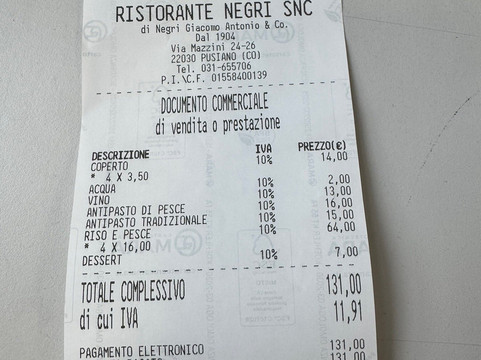 RISTORANTE NEGRI SNC
di Negri Giacomo Antonio & Co.
Dal 1904
Via Mazzini 24-26
22030 PUSIANO (CO)
Tel. 031-655706
P.I.\C.F. 01558400139
DOCUMENTO COMMERCIALE
di vendita o prestazione
DESCRIZIONE IVA PREZZO(€)
COPERTO 10% 14,00
* 4 X 3,50
ACQUA 10% 2,00
VINO 10% 13,00
ANTIPASTO DI PESCE 10% 16,00
ANTIPASTO TRADIZIONALE 10% 15,00
RISO E PESCE 10% 64,00
* 4 X 16,00
DESSERT 10% 7,00
TOTALE COMPLESSIVO 131,00
di cui IVA 11,91
PAGAMENTO ELETTRONICO 131,00
131,00